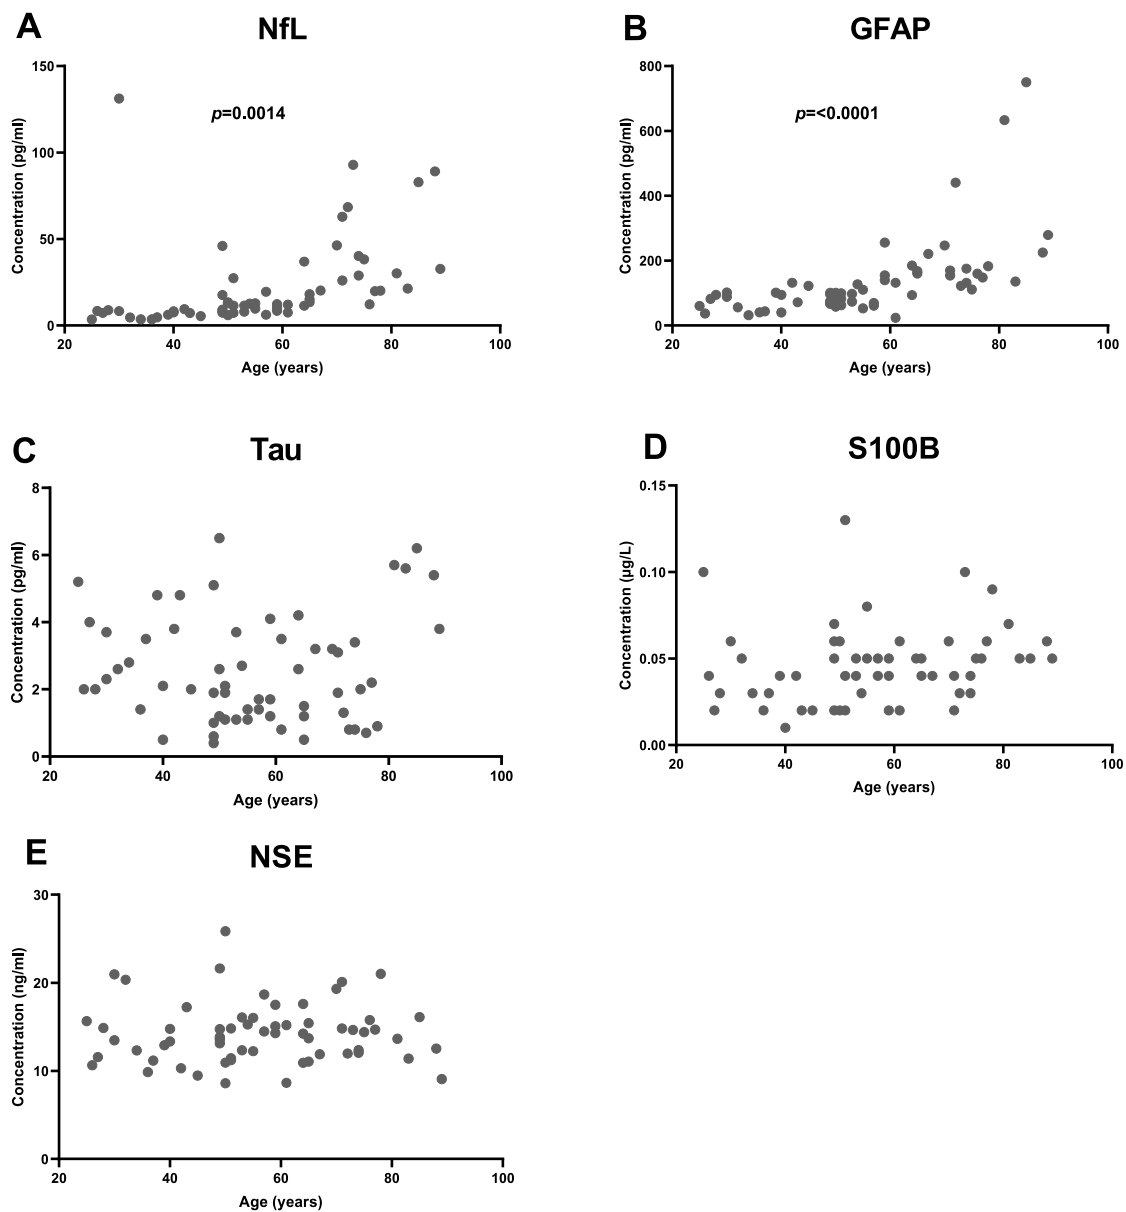 A
NfL
150
100
50
0
20 40 60 80 100
Concentration (pg/ml)
Age (years)
p=0.0014
B
GFAP
800
600
400
200
0
20 40 60 80 100
Concentration (pg/ml)
Age (years)
p=<0.0001
C
Tau
8
6
4
2
0
20 40 60 80 100
Concentration (pg/ml)
Age (years)
D
S100B
0.15
0.10
0.05
0.00
20 40 60 80 100
Concentration (µg/L)
Age (years)
E
NSE
30
20
10
0
20 40 60 80 100
Concentration (ng/ml)
Age (years)